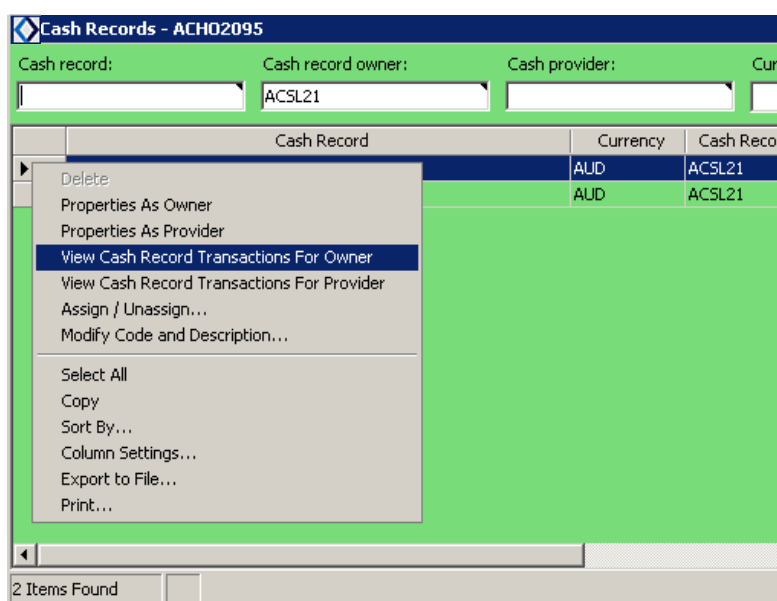 Cash Records - ACHO2095
Cash record: Cash record owner: Cash provider: Cur
ACSL21
Cash Record Currency Cash Reco
AUD ACSL21
AUD ACSL21
Delete
Properties As Owner
Properties As Provider
View Cash Record Transactions For Owner
View Cash Record Transactions For Provider
Assign / Unassign...
Modify Code and Description...
Select All
Copy
Sort By...
Column Settings...
Export to File...
Print...
2 Items Found